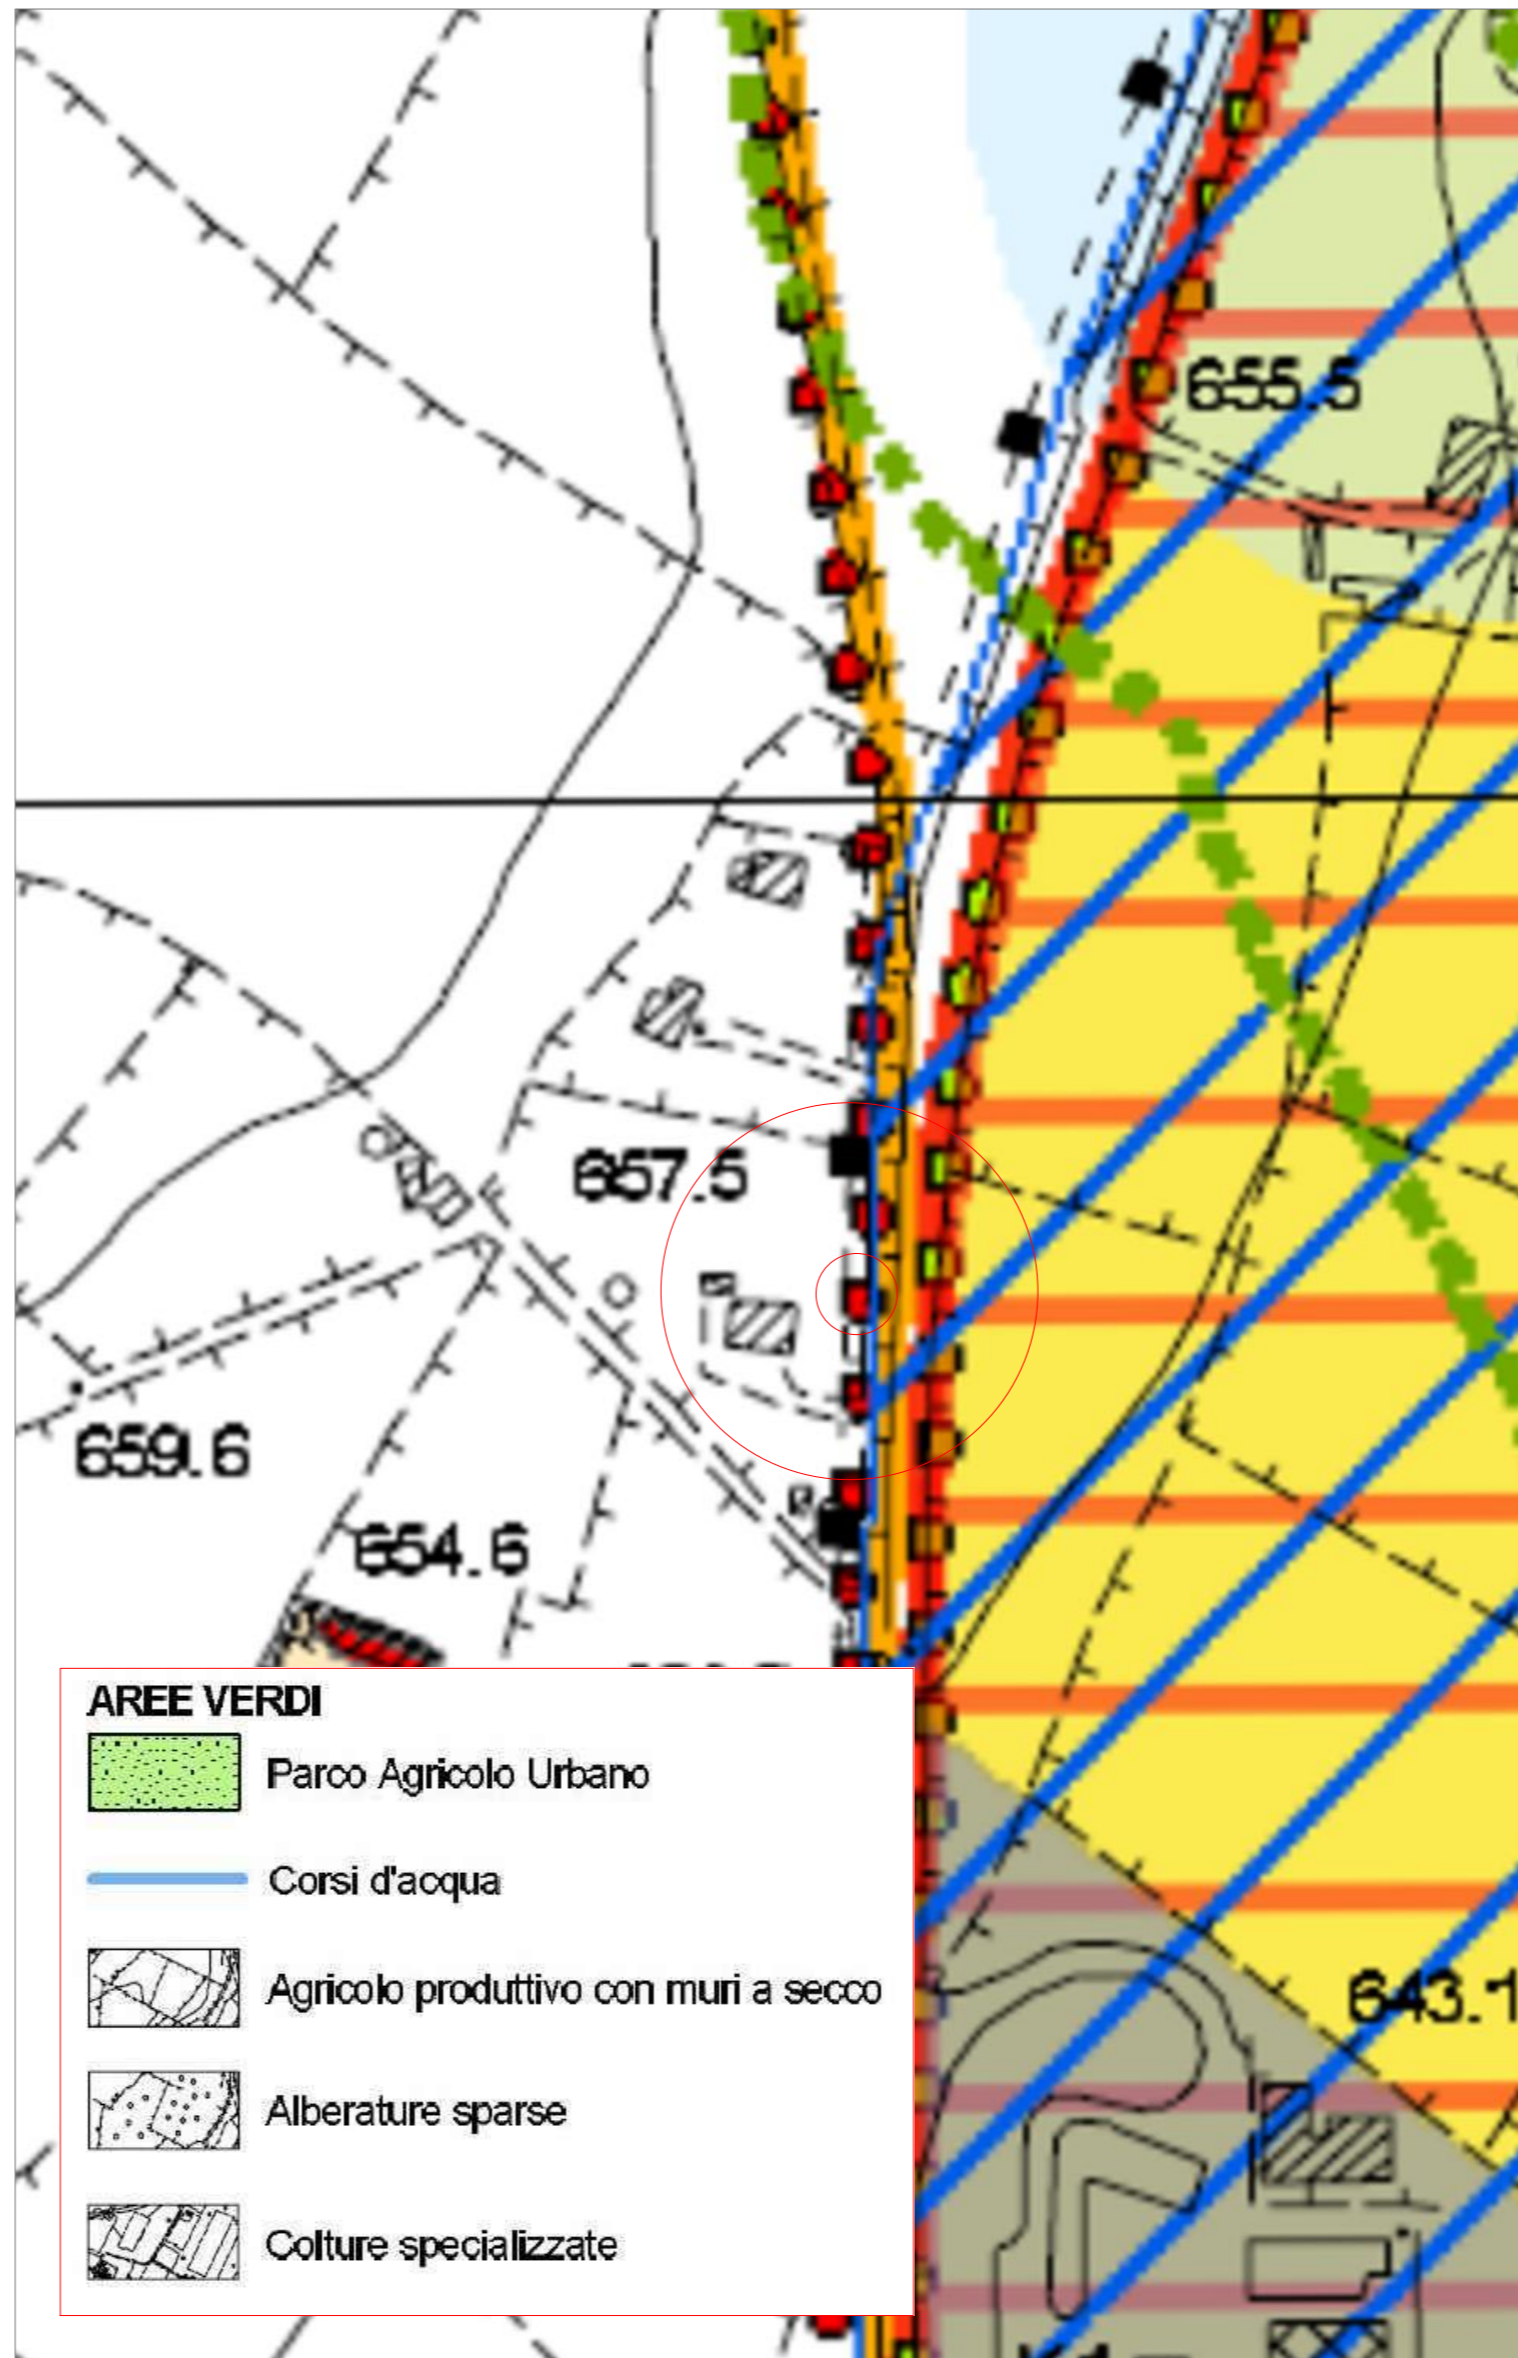 655.5
657.5
659.6
654.6
AREE VERDI
Parco Agricolo Urbano
Corsi d'acqua
Agricolo produttivo con muri a secco
643.1
Alberature sparse
Colture specializzate